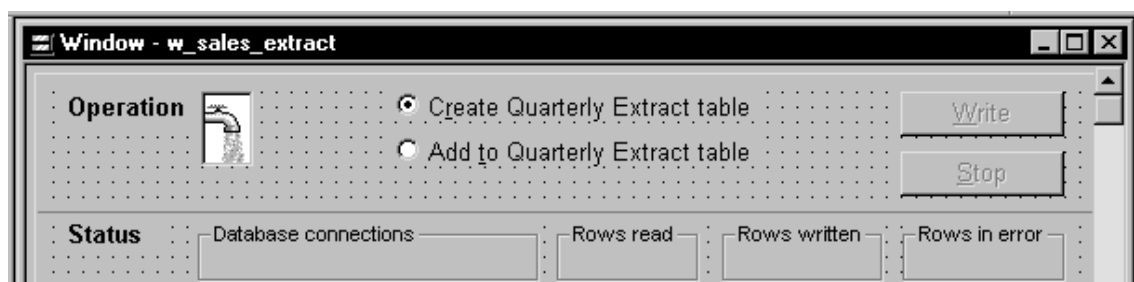 Window - w_sales_extract
Operation
Create Quarterly Extract table
Write
Add to Quarterly Extract table
Stop
Status
Database connections
Rows read
Rows written
Rows in error